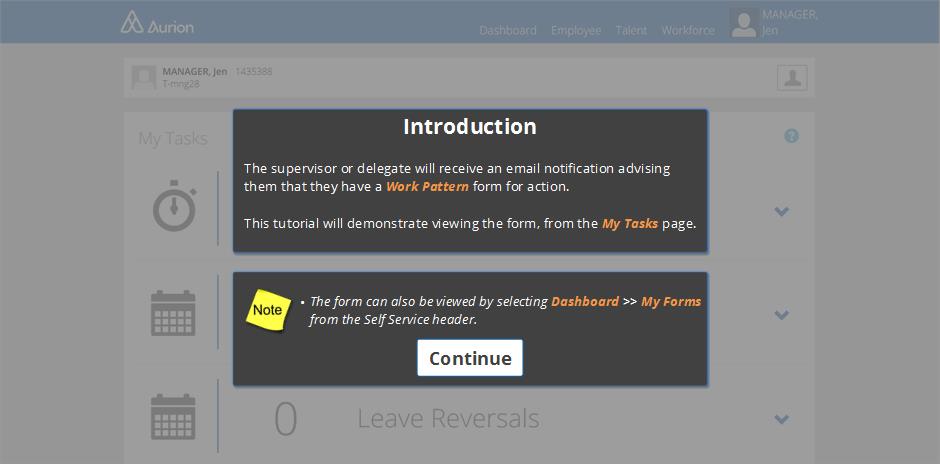 Aurion
Dashboard Employee Talent Workforce
MANAGER,
Jen
MANAGER, Jen 1435388
T-mng28
My Tasks
?
Introduction
The supervisor or delegate will receive an email notification advising
them that they have a Work Pattern form for action.
This tutorial will demonstrate viewing the form, from the My Tasks page.
Note
• The form can also be viewed by selecting Dashboard >> My Forms
from the Self Service header.
Continue
0 Leave Reversals